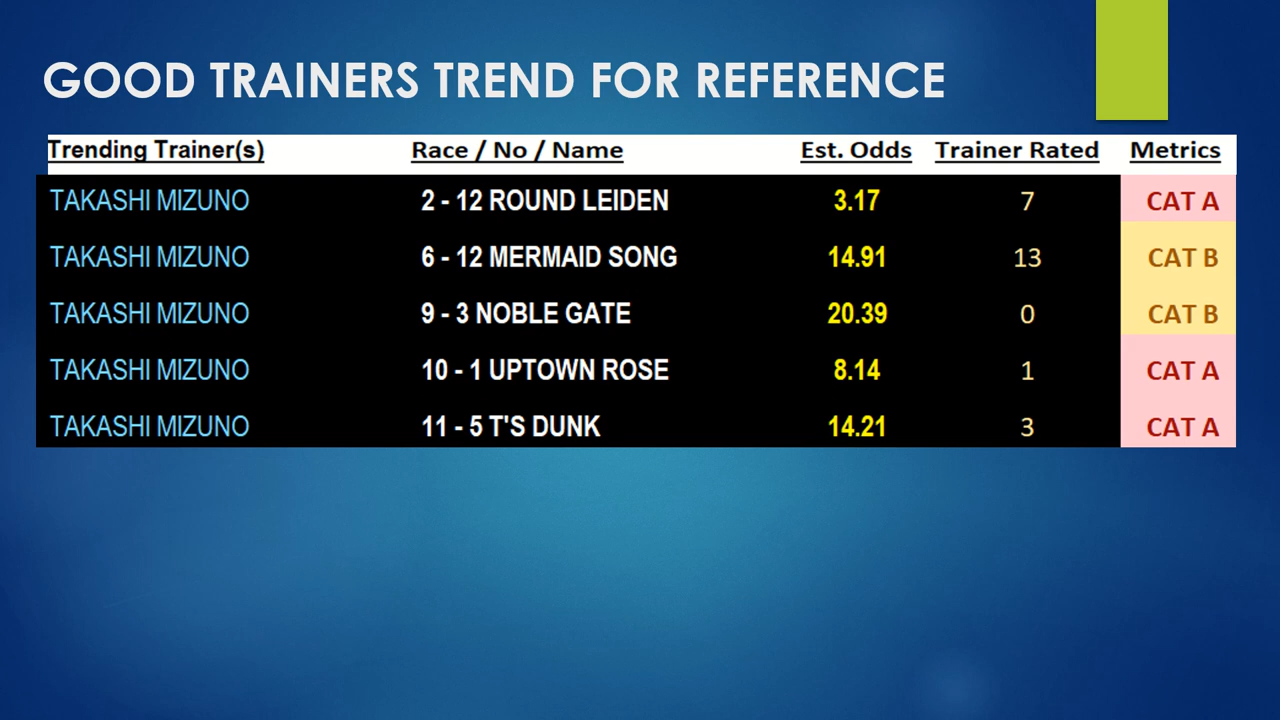 GOOD TRAINERS TREND FOR REFERENCE
Trending Trainer(s) Race / No / Name Est. Odds Trainer Rated Metrics
TAKASHI MIZUNO 2 - 12 ROUND LEIDEN 3.17 7 CAT A
TAKASHI MIZUNO 6 - 12 MERMAID SONG 14.91 13 CAT B
TAKASHI MIZUNO 9 - 3 NOBLE GATE 20.39 0 CAT B
TAKASHI MIZUNO 10 - 1 UPTOWN ROSE 8.14 1 CAT A
TAKASHI MIZUNO 11 - 5 T'S DUNK 14.21 3 CAT A